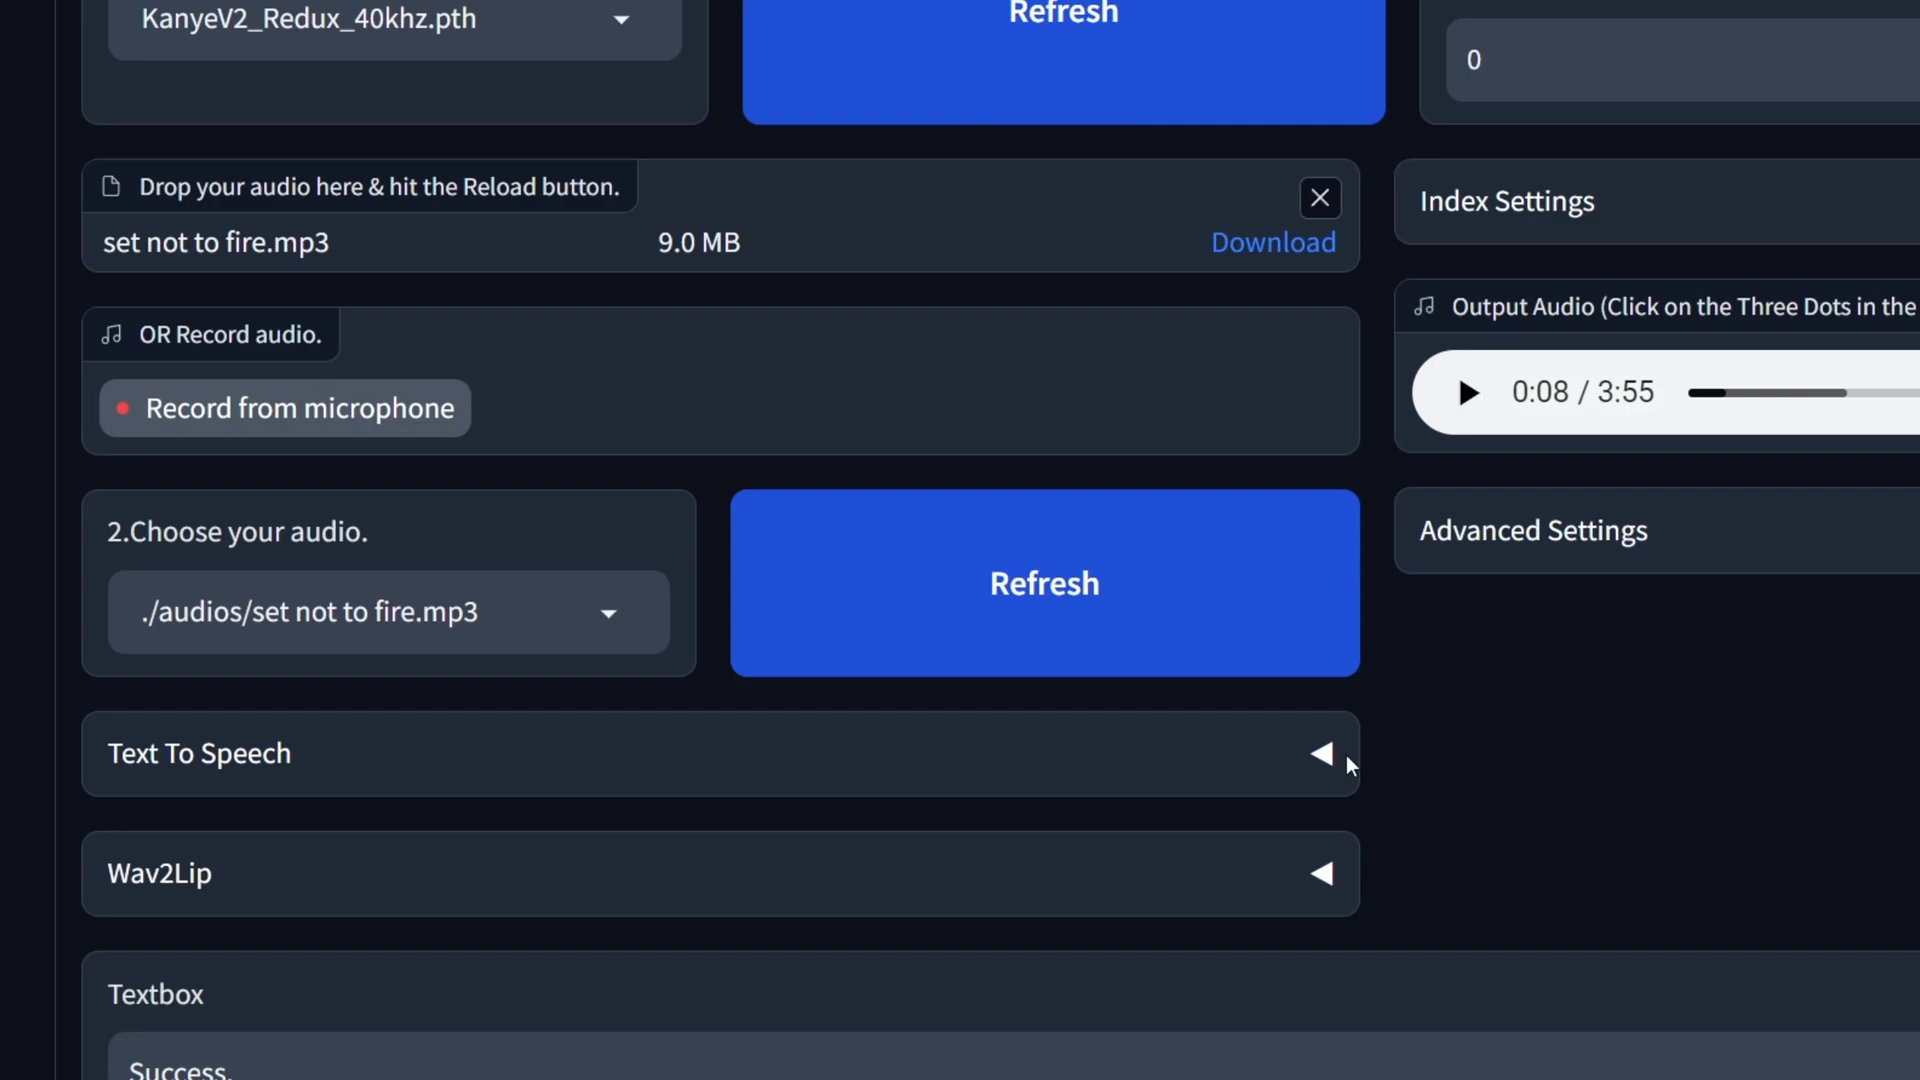 KanyeV2_Redux_40khz.pth
Refresh
0
Drop your audio here & hit the Reload button.
set not to fire.mp3 9.0 MB Download
Index Settings
OR Record audio.
Record from microphone
Output Audio (Click on the Three Dots in the
0:08 / 3:55
2.Choose your audio.
./audios/set not to fire.mp3
Refresh
Advanced Settings
Text To Speech
Wav2Lip
Textbox
Success.